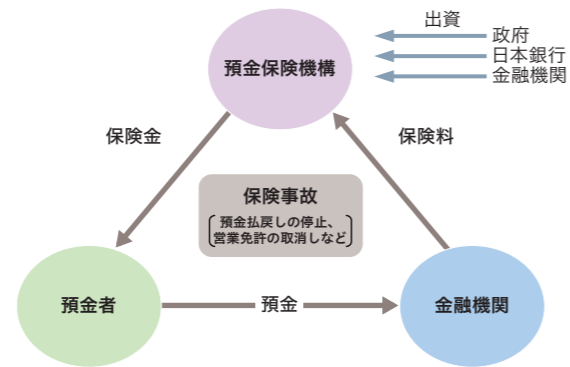 出資
政府
日本銀行
金融機関
預金保険機構
保険金
保険料
保険事故
預金払戻しの停止、
営業免許の取消しなど
預金者
預金
金融機関